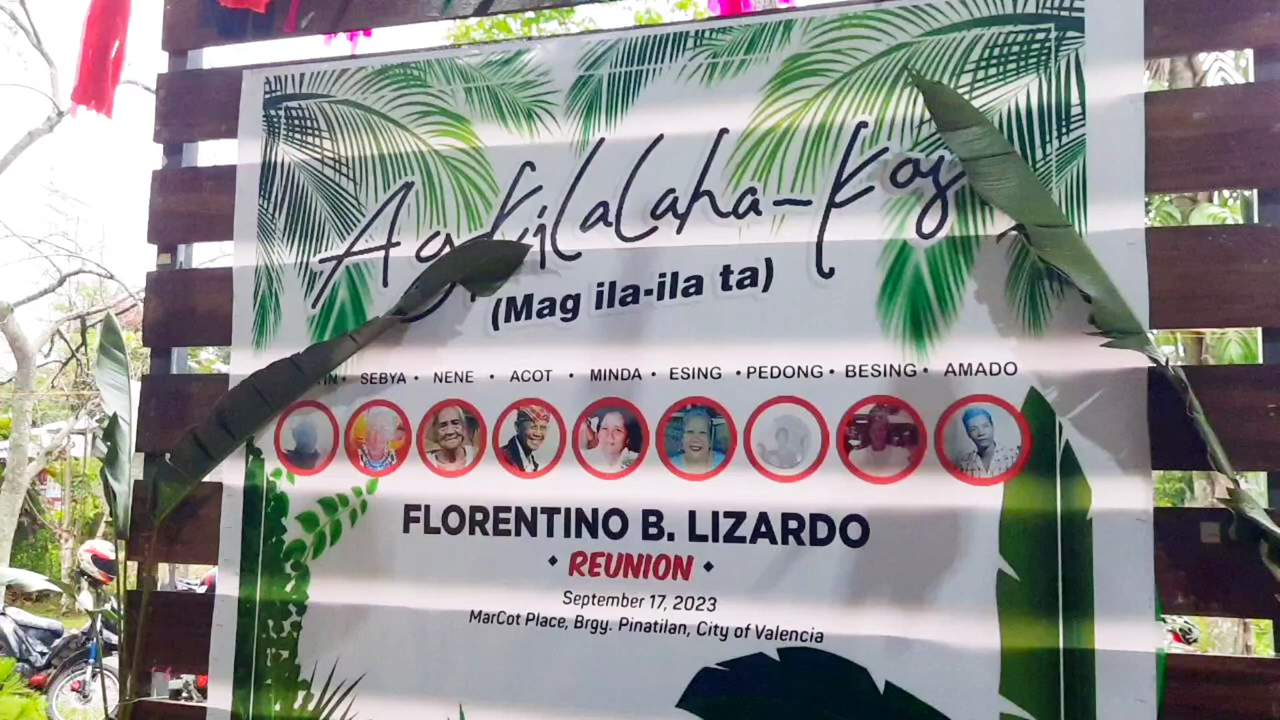 (Mag ila-ila ta)
SEBYA • NENE • ACOT • MINDA • ESING • PEDONG • BESING • AMADO
FLORENTINO B. LIZARDO
• REUNION •
September 17, 2023
MarCot Place, Brgy. Pinatilan, City of Valencia